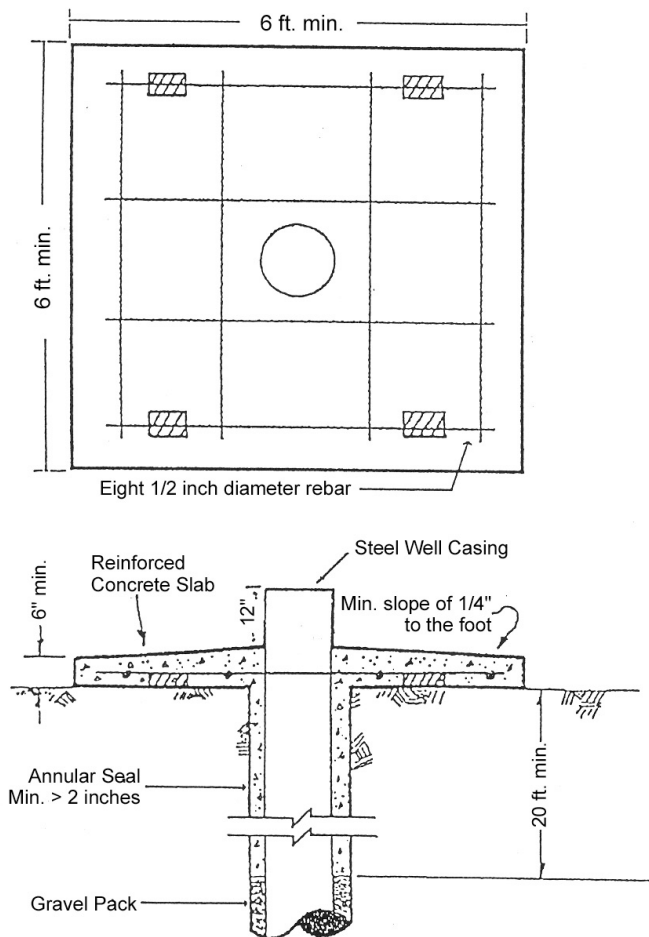 6 ft. min.
6 ft. min.
Eight 1/2 inch diameter rebar
Steel Well Casing
Reinforced
Concrete Slab
6" min.
12"
Min. slope of 1/4"
to the foot
Annular Seal
Min. > 2 inches
20 ft. min.
Gravel Pack